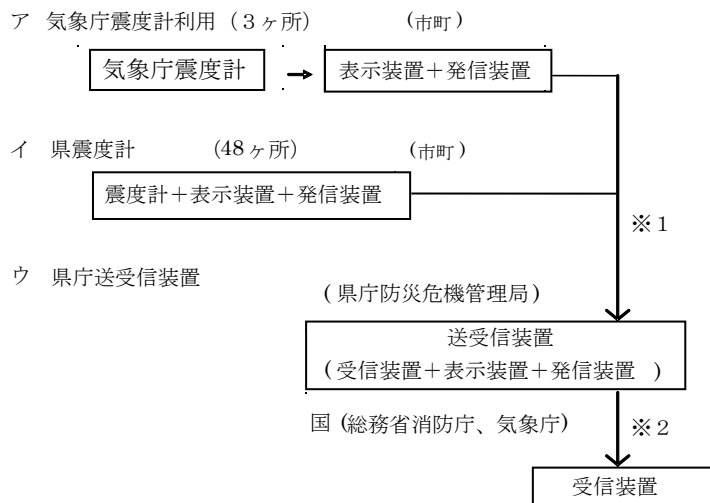 ア 気象庁震度計利用(3ヶ所) (市町)
気象庁震度計 表示装置+発信装置
イ 県震度計 (48ヶ所) (市町)
震度計+表示装置+発信装置
※1
ウ 県庁送受信装置
(県庁防災危機管理局)
送受信装置
(受信装置+表示装置+発信装置 )
国(総務省消防庁、気象庁) ※2
受信装置